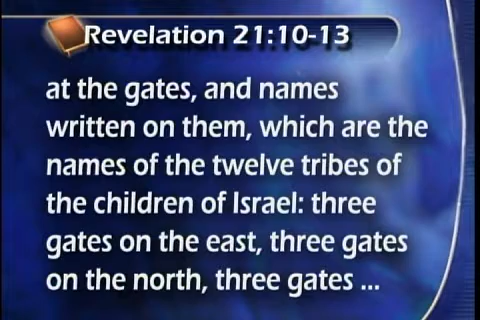 Revelation 21:10-13
at the gates, and names
written on them, which are the
names of the twelve tribes of
the children of Israel: three
gates on the east, three gates
on the north, three gates ...